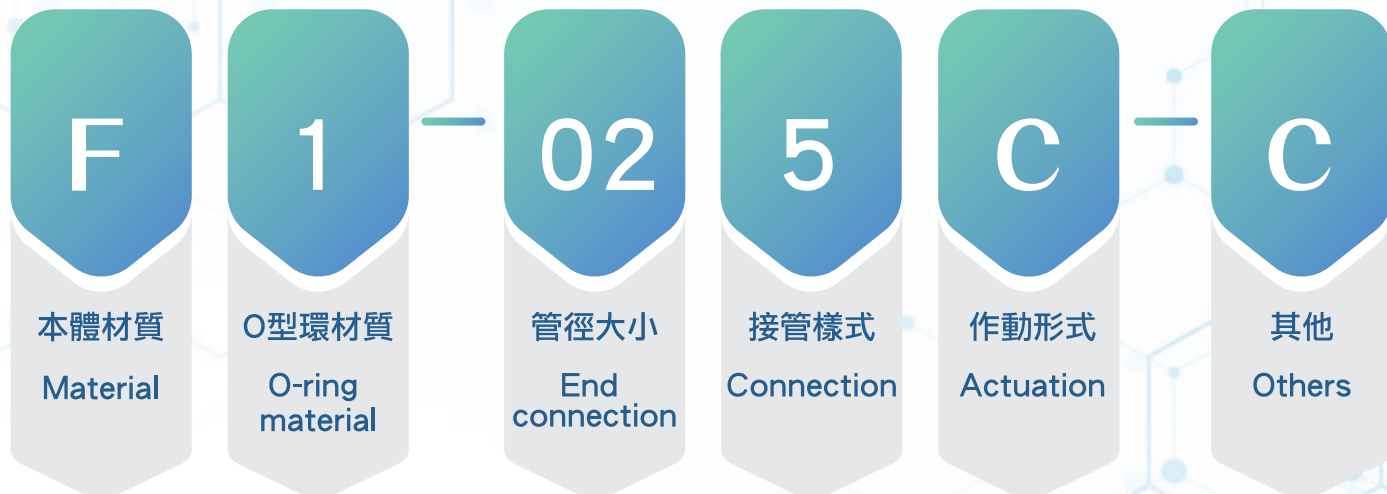 F 1 — 02 5 C — C
本體材質 O型環材質 管徑大小 接管樣式 作動形式 其他
Material O-ring material End connection Connection Actuation Others